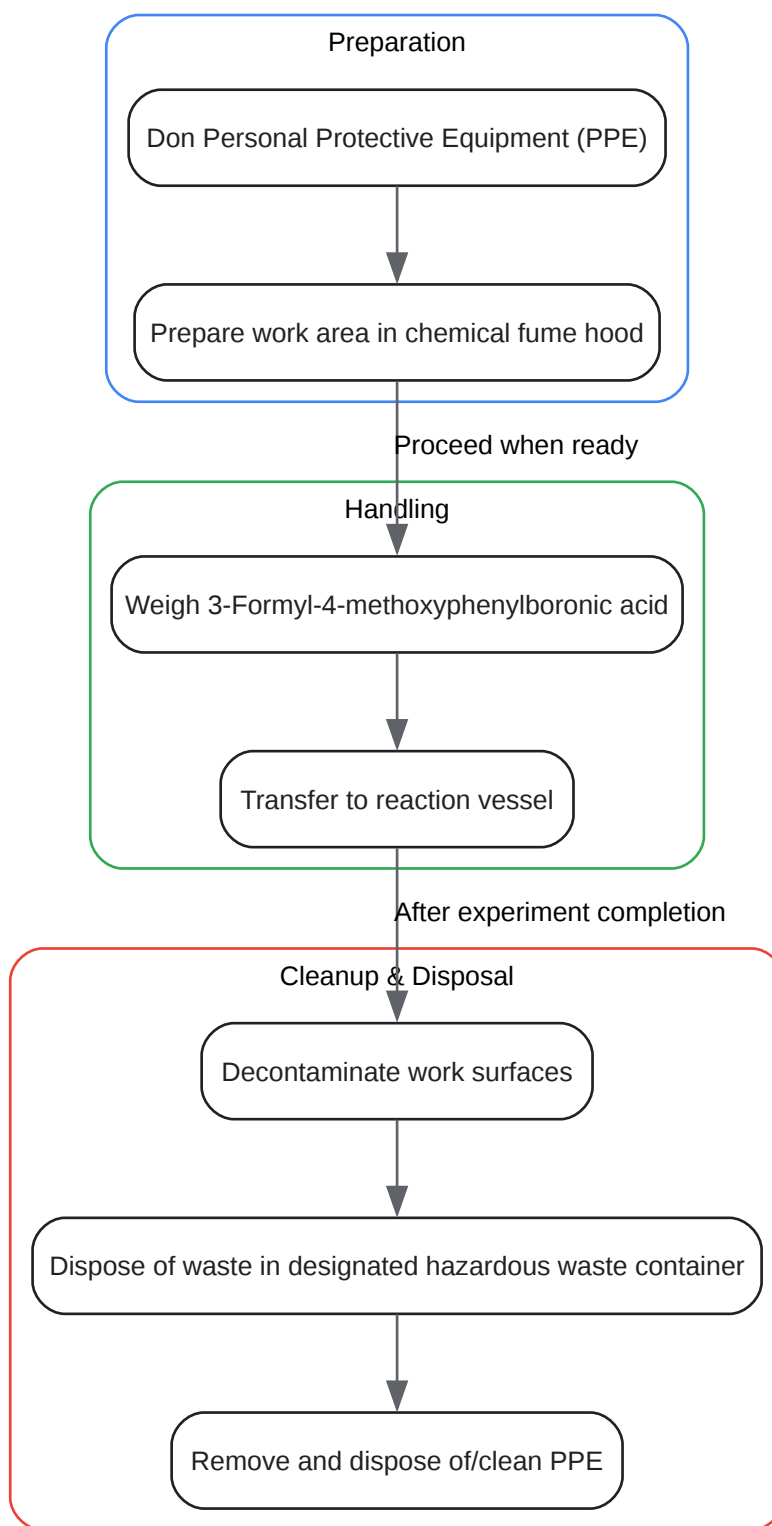 Preparation
Don Personal Protective Equipment (PPE)
Prepare work area in chemical fume hood
Proceed when ready
Handling
Weigh 3-Formyl-4-methoxyphenylboronic acid
Transfer to reaction vessel
After experiment completion
Cleanup & Disposal
Decontaminate work surfaces
Dispose of waste in designated hazardous waste container
Remove and dispose of/clean PPE